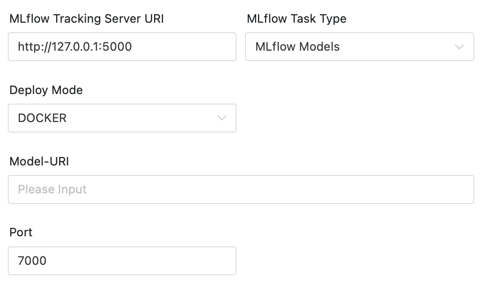 MLflow Tracking Server URI
MLflow Task Type
http://127.0.0.1:5000
MLflow Models
Deploy Mode
DOCKER
Model-URI
Please Input
Port
7000